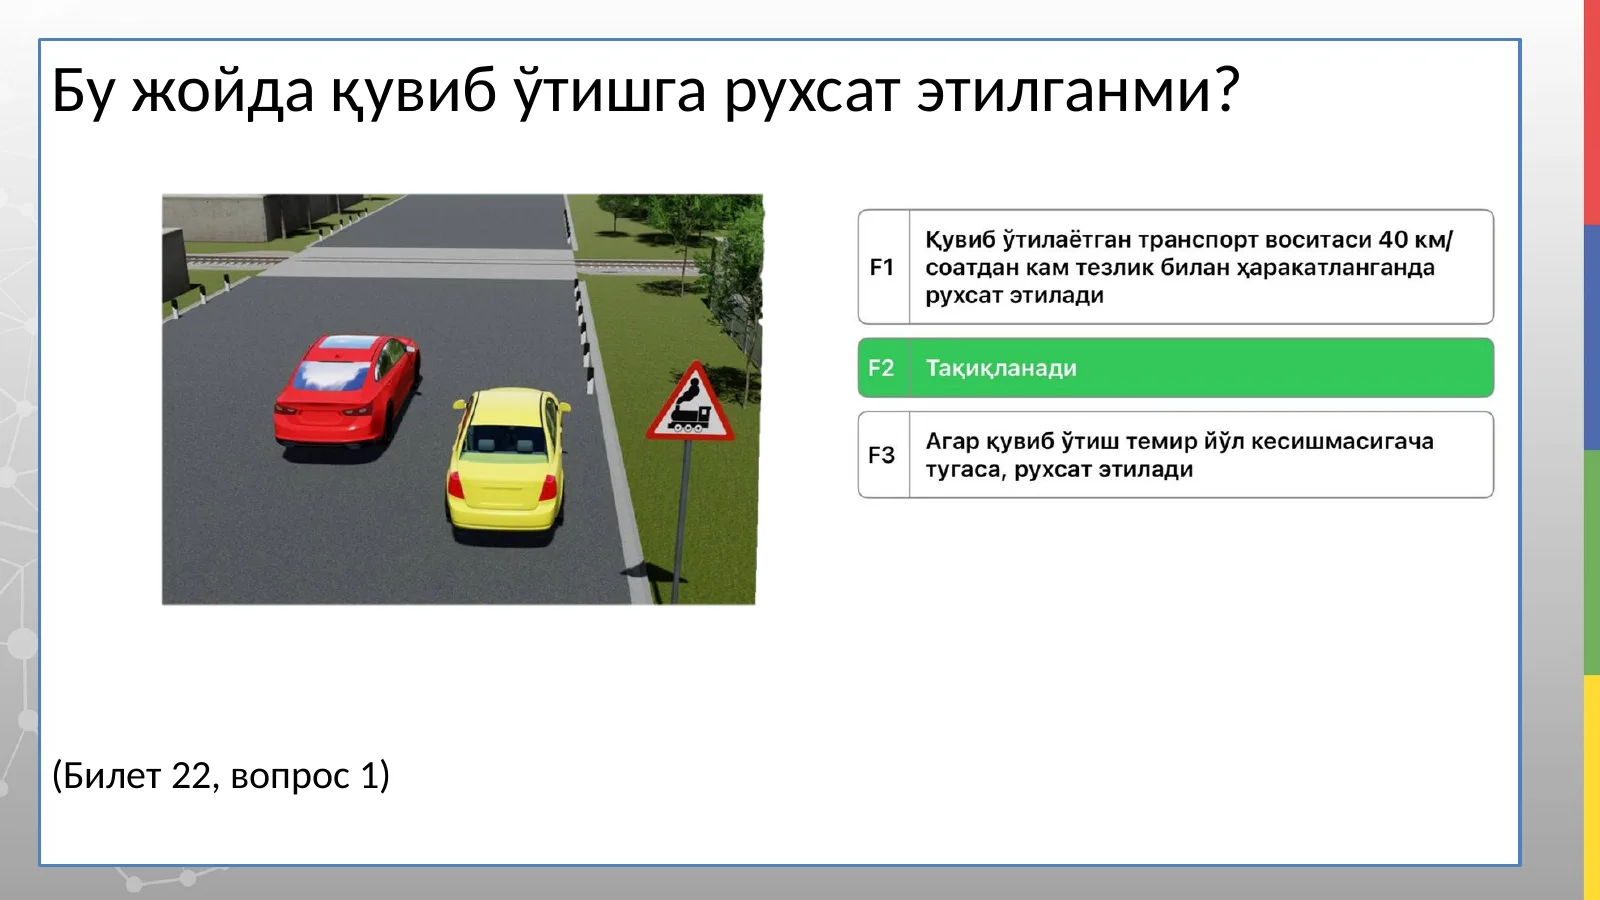 Бу жойда қувиб ўтишга рухсат этилганми?
F1
Қувиб ўтилаётган транспорт воситаси 40 км/
соатдан кам тезлик билан ҳаракатланганда
рухсат этилади
F2
Тақиқланади
F3
Агар қувиб ўтиш темир йўл кесишмасигача
тугаса, рухсат этилади
(Билет 22, вопрос 1)